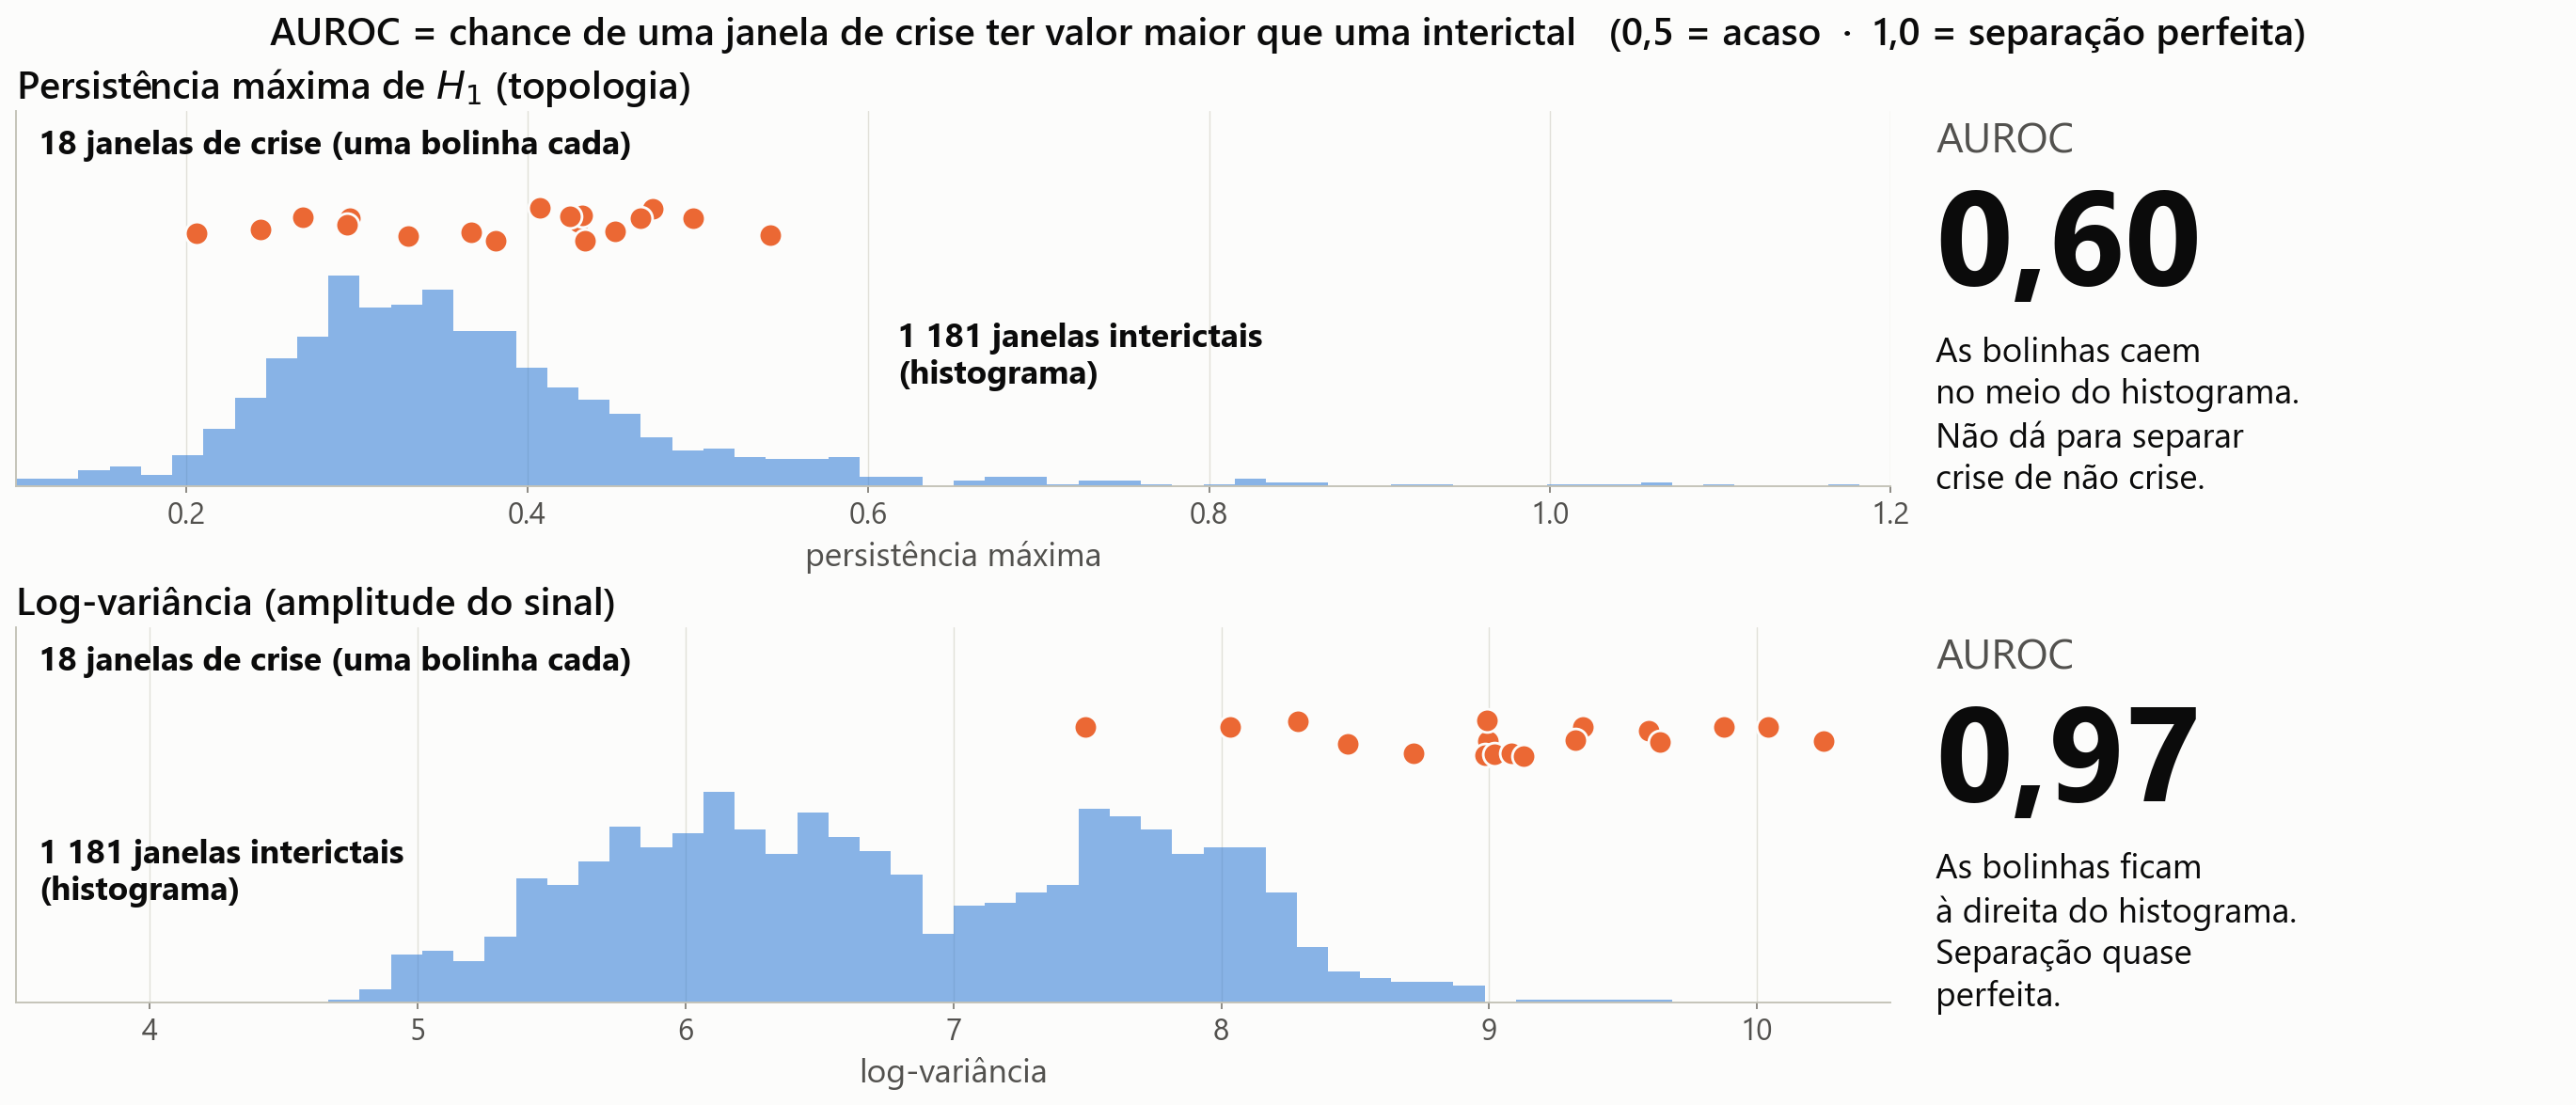 AUROC = chance de uma janela de crise ter valor maior que uma interictal (0,5 = acaso · 1,0 = separação perfeita)
Persistência máxima de H₁ (topologia)
18 janelas de crise (uma bolinha cada)
1 181 janelas interictais
(histograma)
0.2 0.4 0.6 0.8 1.0 1.2
persistência máxima
AUROC
0,60
As bolinhas caem
no meio do histograma.
Não dá para separar
crise de não crise.
Log-variância (amplitude do sinal)
18 janelas de crise (uma bolinha cada)
1 181 janelas interictais
(histograma)
4 5 6 7 8 9 10
log-variância
AUROC
0,97
As bolinhas ficam
à direita do histograma.
Separação quase
perfeita.